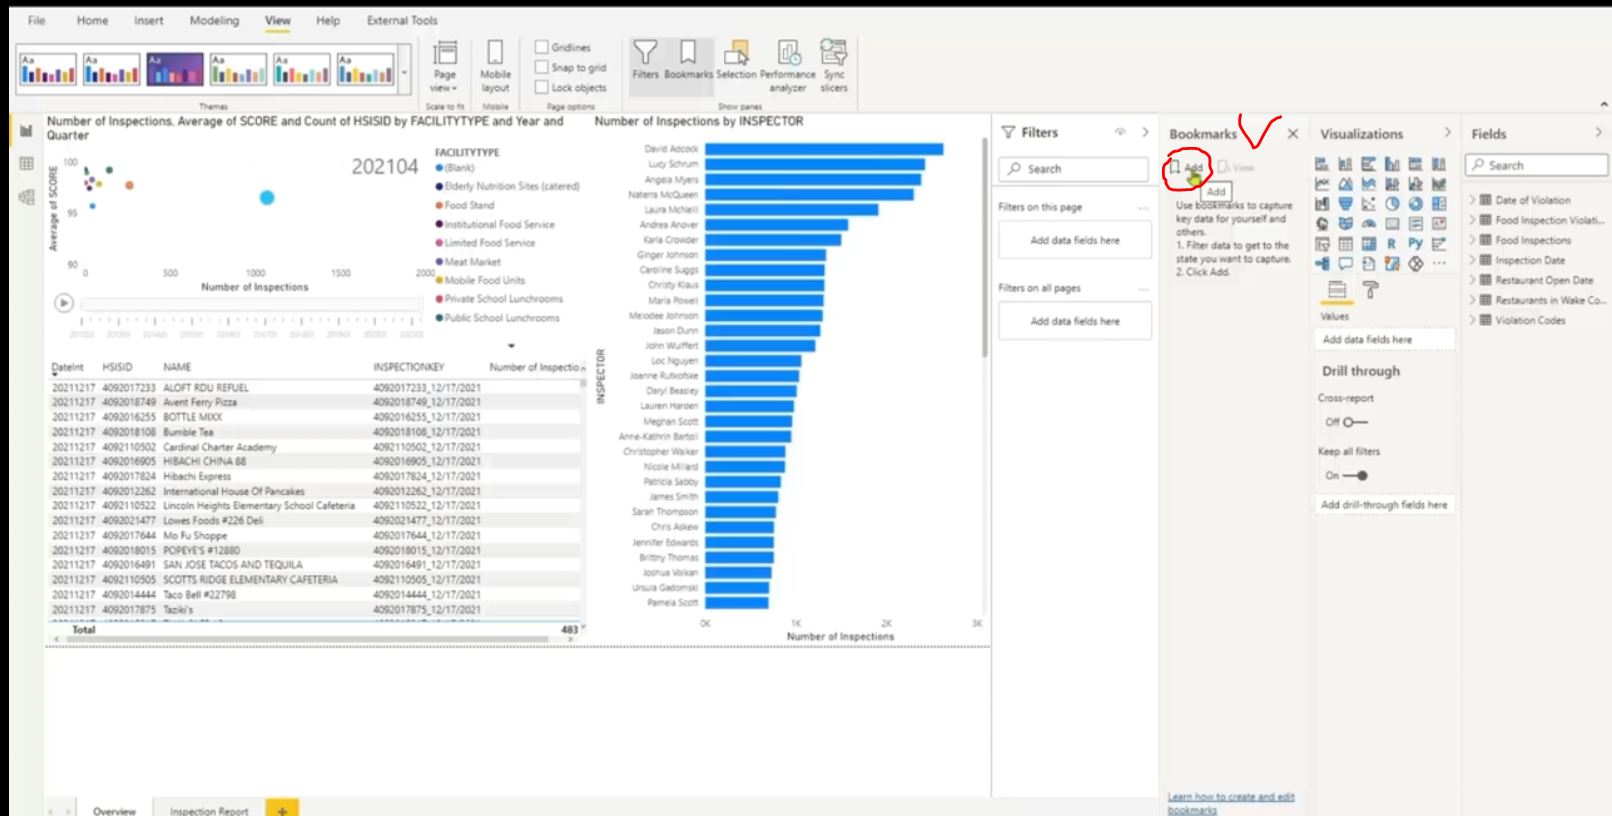 File Home Insert Modeling View Help External Tools
Aa Aa Aa Aa Aa Aa
Page view
Mobile layout
Gridlines
Snap to grid
Lock objects
Filters Bookmarks Selection Performance analyzer Sync slicers
Themes Scale to fit Mobile Page options Show panes
Number of Inspections, Average of SCORE and Count of HSISID by FACILITYTYPE and Year and
Quarter
202104
Average of SCORE
100
95
90
0 500 1000 1500 2000
Number of Inspections
FACILITYTYPE
(Blank)
Elderly Nutrition Sites (catered)
Food Stand
Institutional Food Service
Limited Food Service
Meat Market
Mobile Food Units
Private School Lunchrooms
Public School Lunchrooms
DateInt HSISID NAME INSPECTIONKEY Number of Inspectio
20211217 4092017233 ALOFT RDU REFUEL 4092017233_12/17/2021
20211217 4092018749 Avent Ferry Pizza 4092018749_12/17/2021
20211217 4092016255 BOTTLE MIXX 4092016255_12/17/2021
20211217 4092018108 Bumble Tea 4092018108_12/17/2021
20211217 4092110502 Cardinal Charter Academy 4092110502_12/17/2021
20211217 4092016905 HIBACHI CHINA 88 4092016905_12/17/2021
20211217 4092017824 Hibachi Express 4092017824_12/17/2021
20211217 4092012262 International House Of Pancakes 4092012262_12/17/2021
20211217 4092110522 Lincoln Heights Elementary School Cafeteria 4092110522_12/17/2021
20211217 4092021477 Lowes Foods #226 Deli 4092021477_12/17/2021
20211217 4092017644 Mo Fu Shoppe 4092017644_12/17/2021
20211217 4092018015 POPEYE'S #12880 4092018015_12/17/2021
20211217 4092016491 SAN JOSE TACOS AND TEQUILA 4092016491_12/17/2021
20211217 4092110505 SCOTTS RIDGE ELEMENTARY CAFETERIA 4092110505_12/17/2021
20211217 4092014444 Taco Bell #22798 4092014444_12/17/2021
20211217 4092017875 Taziki's 4092017875_12/17/2021
Total 483
Number of Inspections by INSPECTOR
INSPECTOR
David Adcock
Lucy Schrum
Angela Myers
Naterra McQueen
Laura McNeill
Andrea Anover
Karla Crowder
Ginger Johnson
Caroline Suggs
Christy Klaus
Maria Powell
Melodee Johnson
Jason Dunn
John Wulffert
Loc Nguyen
Joanne Rutkofske
Daryl Beasley
Lauren Harden
Meghan Scott
Anne-Kathrin Bartoli
Christopher Walker
Nicole Millard
Patricia Sabby
James Smith
Sarah Thompson
Chris Askew
Jennifer Edwards
Brittny Thomas
Joshua Volkan
Ursula Gadomski
Pamela Scott
0K 1K 2K 3K
Number of Inspections
Filters
Search
Filters on this page ...
Add data fields here
Filters on all pages ...
Add data fields here
Bookmarks
Add View
Add
Use bookmarks to capture
key data for yourself and
others.
1. Filter data to get to the
state you want to capture.
2. Click Add.
Learn how to create and edit
bookmarks
Visualizations
R Py
...
Values
Add data fields here
Drill through
Cross-report
Off
Keep all filters
On
Add drill-through fields here
Fields
Search
Date of Violation
Food Inspection Violati...
Food Inspections
Inspection Date
Restaurant Open Date
Restaurants in Wake Co...
Violation Codes
Overview Inspection Report +